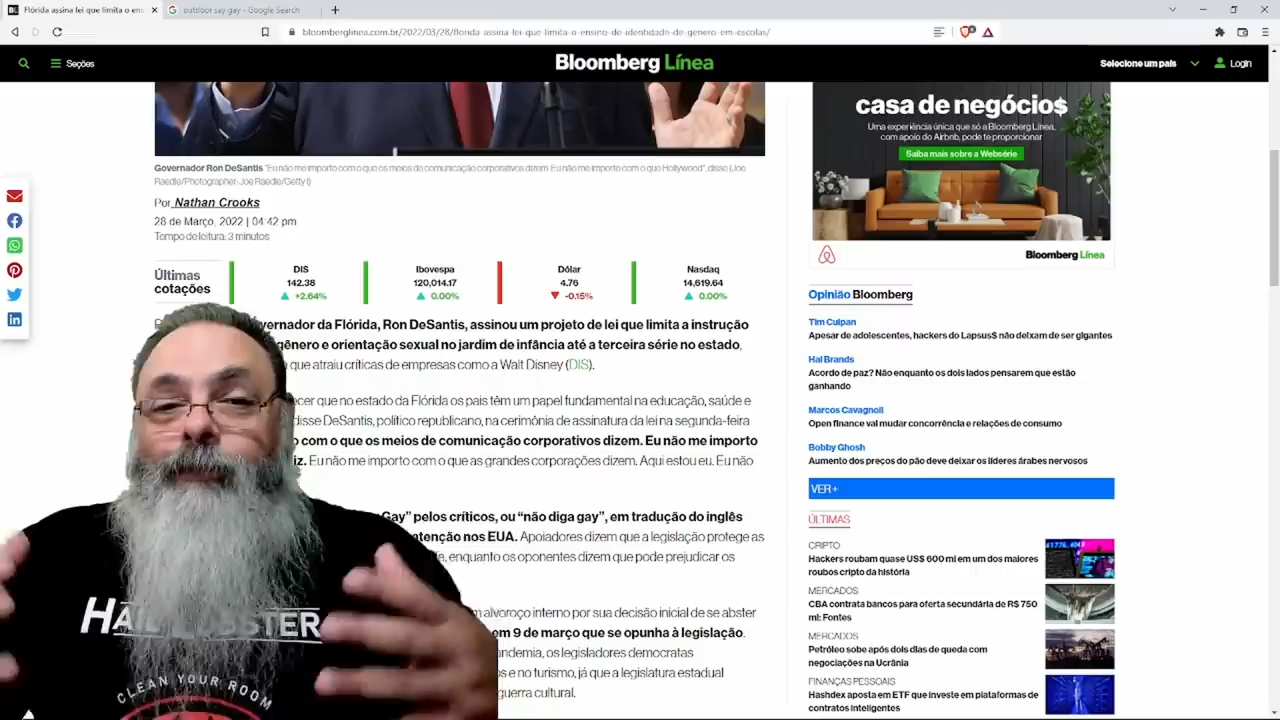 Flórida assina lei que limita o ens
outdoor say gay - Google Search
bloomberglinea.com.br/2022/03/28/florida-assina-lei-que-limita-o-ensino-de-identidade-de-genero-em-escolas/
Seções
Bloomberg Línea
Selecione um país
Login
Governador Ron DeSantis "Eu não me importo com o que os meios de comunicação corporativos dizem. Eu não me importo com o que Hollywood", disse (Joe
Raedle/Photographer: Joe Raedle/Getty I)
Por Nathan Crooks
28 de Março, 2022 | 04:42 pm
Tempo de leitura: 3 minutos
Últimas
cotações
DIS
142.38
+2.64%
Ibovespa
120,014.17
0.00%
Dólar
4.76
-0.15%
Nasdaq
14,619.64
0.00%
vernador da Flórida, Ron DeSantis, assinou um projeto de lei que limita a instrução
gênero e orientação sexual no jardim de infância até a terceira série no estado,
que atraiu críticas de empresas como a Walt Disney (DIS).
cer que no estado da Flórida os pais têm um papel fundamental na educação, saúde e
disse DeSantis, político republicano, na cerimônia de assinatura da lei na segunda-feira
o com o que os meios de comunicação corporativos dizem. Eu não me importo
iz. Eu não me importo com o que as grandes corporações dizem. Aqui estou eu. Eu não
Gay" pelos críticos, ou "não diga gay", em tradução do inglês
tenção nos EUA. Apoiadores dizem que a legislação protege as
enquanto os oponentes dizem que pode prejudicar os
m alvoroço interno por sua decisão inicial de se abster
em 9 de março que se opunha à legislação.
ndemia, os legisladores democratas
s e no turismo, já que a legislatura estadual
guerra cultural.
casa de negócio$
Uma experiência única que só a Bloomberg Línea,
com apoio do Airbnb, pode te proporcionar
Saiba mais sobre a Websérie
Bloomberg Línea
Opinião Bloomberg
Tim Culpan
Apesar de adolescentes, hackers do Lapsus$ não deixam de ser gigantes
Hal Brands
Acordo de paz? Não enquanto os dois lados pensarem que estão
ganhando
Marcos Cavagnoli
Open finance vai mudar concorrência e relações de consumo
Bobby Ghosh
Aumento dos preços do pão deve deixar os líderes árabes nervosos
VER +
ÚLTIMAS
CRIPTO
Hackers roubam quase US$ 600 mi em um dos maiores
roubos cripto da história
MERCADOS
CBA contrata bancos para oferta secundária de R$ 750
mi: Fontes
MERCADOS
Petróleo sobe após dois dias de queda com
negociações na Ucrânia
FINANÇAS PESSOAIS
Hashdex aposta em ETF que investe em plataformas de
contratos inteligentes
CLEAN YOUR ROOM